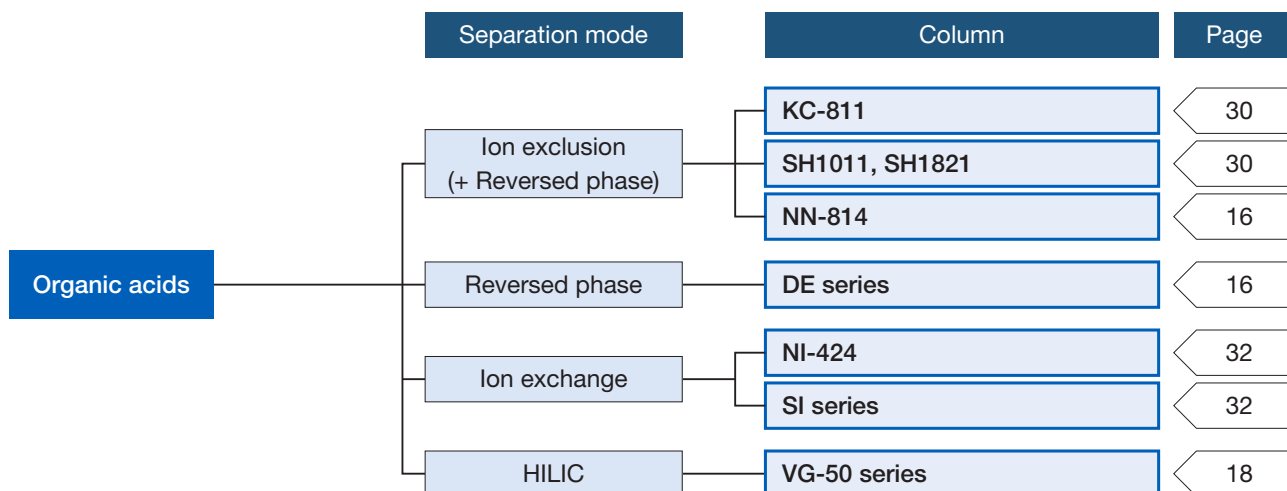 Separation mode
Column
Page
Organic acids
Ion exclusion
(+ Reversed phase)
KC-811
30
SH1011, SH1821
30
NN-814
16
Reversed phase
DE series
16
Ion exchange
NI-424
32
SI series
32
HILIC
VG-50 series
18